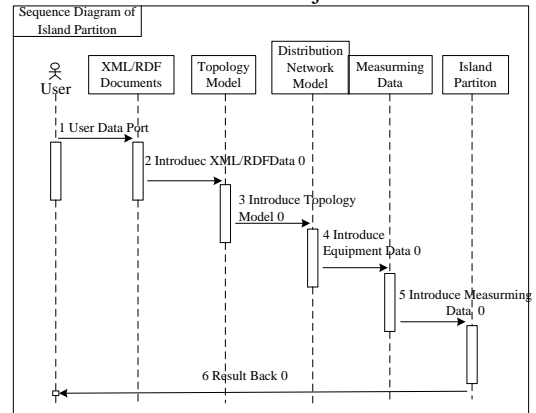 Sequence Diagram of
Island Partiton
User
XML/RDF
Documents
Topology
Model
Distribution
Network
Model
Measurming
Data
Island
Partiton
1 User Data Port
2 Introduec XML/RDFData 0
3 Introduce Topology
Model 0
4 Introduce
Equipment Data 0
5 Introduce Measurming
Data 0
6 Result Back 0